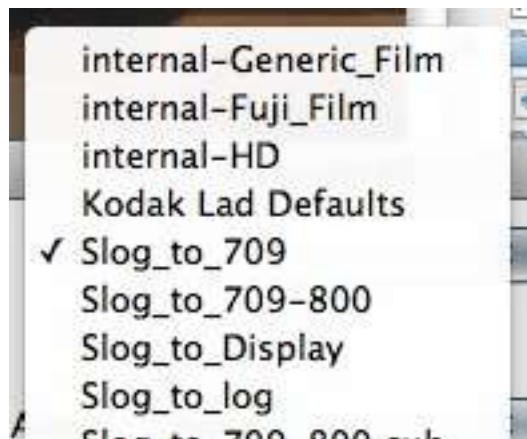 internal-Generic_Film
internal-Fuji_Film
internal-HD
Kodak Lad Defaults
✓ Slog_to_709
Slog_to_709-800
Slog_to_Display
Slog_to_log